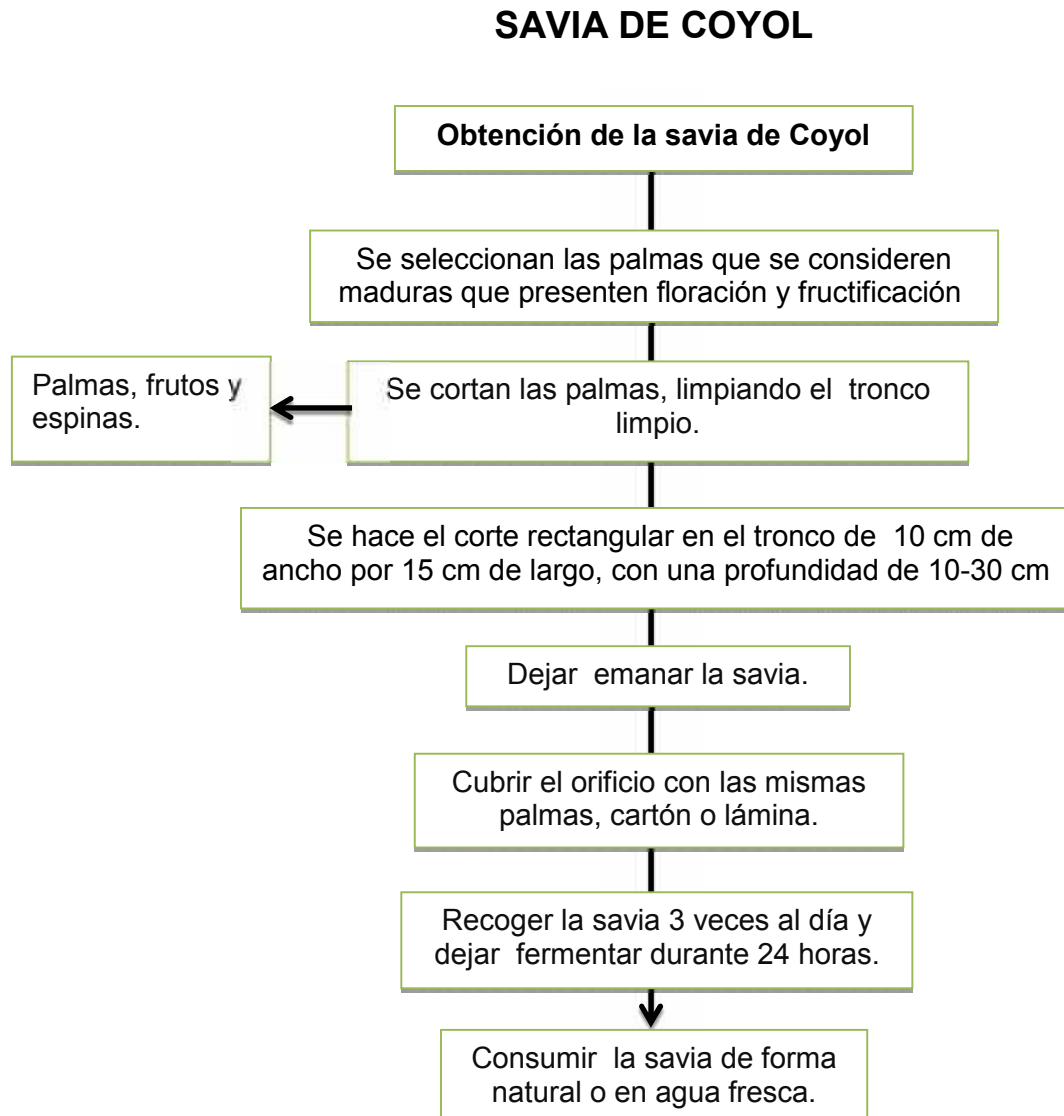 SAVIA DE COYOL
Obtención de la savia de Coyol
Se seleccionan las palmas que se consideren
maduras que presenten floración y fructificación
Palmas, frutos y
espinas.
Se cortan las palmas, limpiando el tronco
limpio.
Se hace el corte rectangular en el tronco de 10 cm de
ancho por 15 cm de largo, con una profundidad de 10-30 cm
Dejar emanar la savia.
Cubrir el orificio con las mismas
palmas, cartón o lámina.
Recoger la savia 3 veces al día y
dejar fermentar durante 24 horas.
Consumir la savia de forma
natural o en agua fresca.